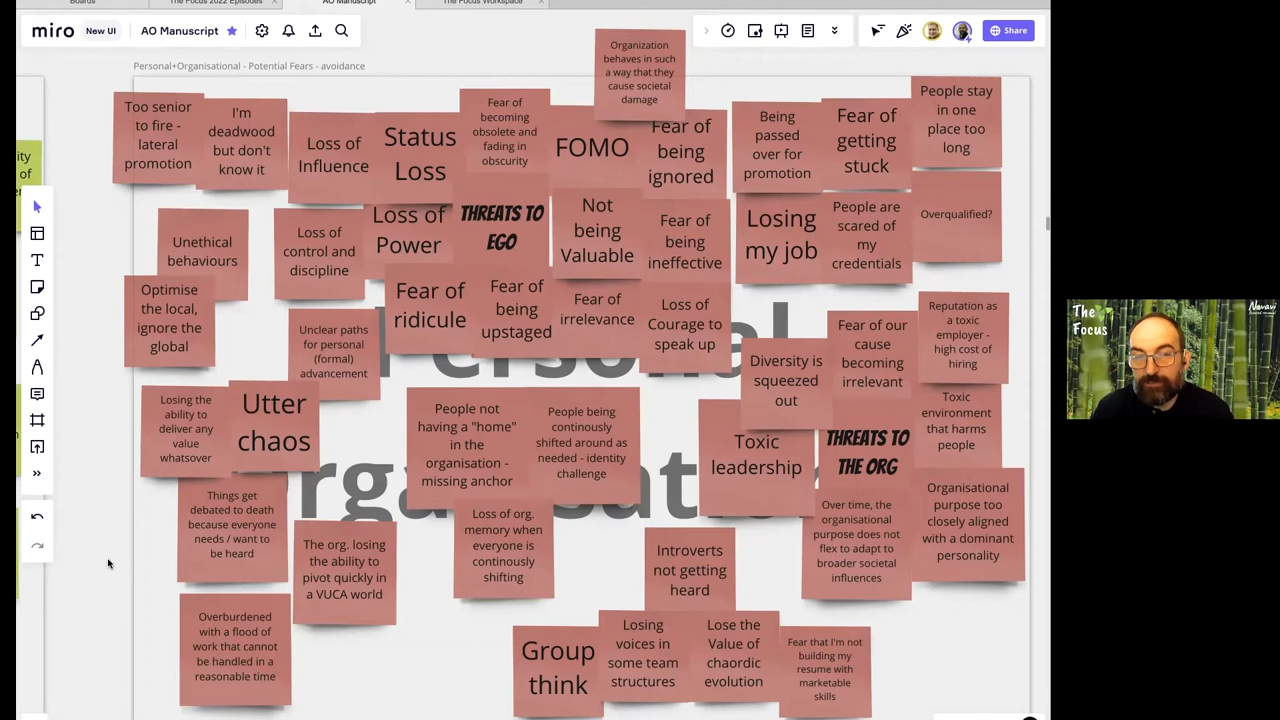 Boards
The Focus 2022 Episodes
AO Manuscript
The Focus Workspace
miro
New UI
AO Manuscript
Share
Personal+Organisational - Potential Fears - avoidance
Organization
behaves in such
a way that they
cause societal
damage
Too senior
to fire -
lateral
promotion
I'm
deadwood
but don't
know it
Loss of
Influence
Status
Loss
Fear of
becoming
obsolete and
fading in
obscurity
FOMO
Fear of
being
ignored
Being
passed
over for
promotion
Fear of
getting
stuck
People stay
in one
place too
long
ity
of
Unethical
behaviours
Loss of
control and
discipline
Loss of
Power
THREATS TO
EGO
Not
being
Valuable
Fear of
being
ineffective
Losing
my job
People are
scared of
my
credentials
Overqualified?
Optimise
the local,
ignore the
global
Unclear paths
for personal
(formal)
advancement
Fear of
ridicule
Fear of
being
upstaged
Fear of
irrelevance
Loss of
Courage to
speak up
Diversity is
squeezed
out
Fear of our
cause
becoming
irrelevant
Reputation as
a toxic
employer -
high cost of
hiring
The
Focus
Losing the
ability to
deliver any
value
whatsover
Utter
chaos
People not
having a "home"
in the
organisation -
missing anchor
People being
continously
shifted around as
needed - identity
challenge
Toxic
leadership
THREATS TO
THE ORG
Toxic
environment
that harms
people
Things get
debated to death
because everyone
needs / want to
be heard
The org. losing
the ability to
pivot quickly in
a VUCA world
Loss of org.
memory when
everyone is
continously
shifting
Introverts
not getting
heard
Over time, the
organisational
purpose does not
flex to adapt to
broader societal
influences
Organisational
purpose too
closely aligned
with a dominant
personality
Overburdened
with a flood of
work that cannot
be handled in a
reasonable time
Group
think
Losing
voices in
some team
structures
Lose the
Value of
chaordic
evolution
Fear that I'm not
building my
resume with
marketable
skills